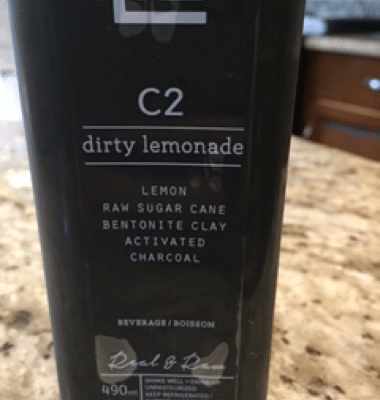 C2
dirty lemonade
LEMON
RAW SUGAR CANE
BENTONITE CLAY
ACTIVATED
CHARCOAL
BEVERAGE / BOISSON
Real & Raw
490ml
SHAKE WELL
UNPASTEURIZED
KEEP REFRIGERATED /